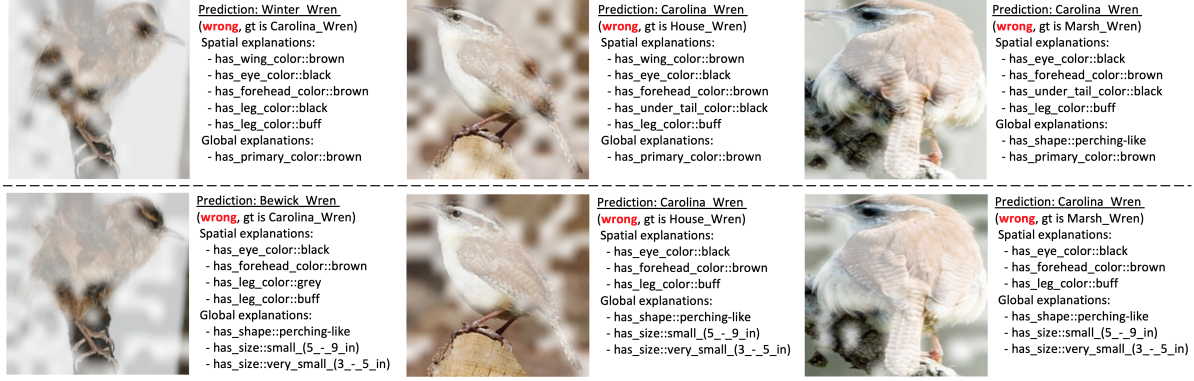 Prediction: Winter_Wren
(wrong, gt is Carolina_Wren)
Spatial explanations:
- has_wing_color::brown
- has_eye_color::black
- has_forehead_color::brown
- has_leg_color::black
- has_leg_color::buff
Global explanations:
- has_primary_color::brown
Prediction: Carolina_Wren
(wrong, gt is House_Wren)
Spatial explanations:
- has_wing_color::brown
- has_eye_color::black
- has_forehead_color::brown
- has_under_tail_color::black
- has_leg_color::buff
Global explanations:
- has_primary_color::brown
Prediction: Carolina_Wren
(wrong, gt is Marsh_Wren)
Spatial explanations:
- has_eye_color::black
- has_forehead_color::brown
- has_under_tail_color::black
- has_leg_color::buff
Global explanations:
- has_shape::perching-like
- has_primary_color::brown
Prediction: Bewick_Wren
(wrong, gt is Carolina_Wren)
Spatial explanations:
- has_eye_color::black
- has_forehead_color::brown
- has_leg_color::grey
- has_leg_color::buff
Global explanations:
- has_shape::perching-like
- has_size::small_(5_-_9_in)
- has_size::very_small_(3_-_5_in)
Prediction: Carolina_Wren
(wrong, gt is House_Wren)
Spatial explanations:
- has_eye_color::black
- has_forehead_color::brown
- has_leg_color::buff
Global explanations:
- has_shape::perching-like
- has_size::small_(5_-_9_in)
- has_size::very_small_(3_-_5_in)
Prediction: Carolina_Wren
(wrong, gt is Marsh_Wren)
Spatial explanations:
- has_eye_color::black
- has_forehead_color::brown
- has_leg_color::buff
Global explanations:
- has_shape::perching-like
- has_size::small_(5_-_9_in)
- has_size::very_small_(3_-_5_in)